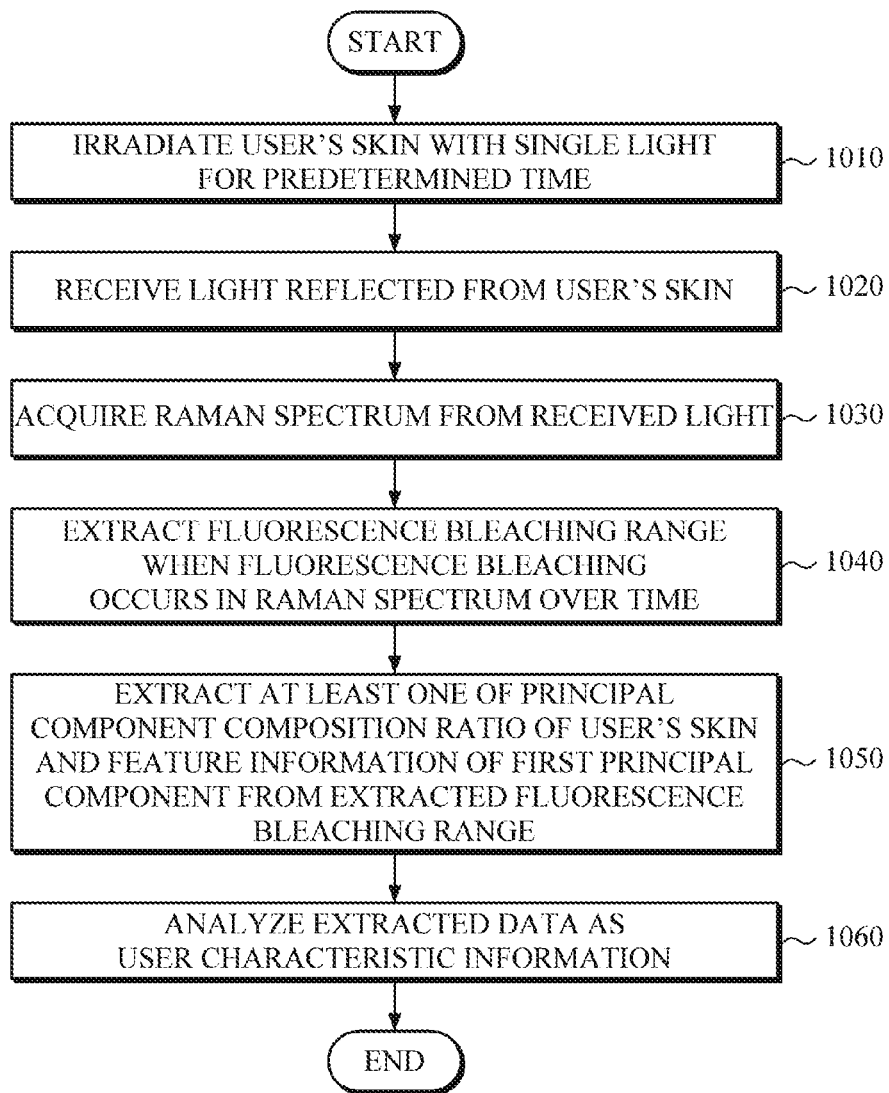 START
IRRADIATE USER'S SKIN WITH SINGLE LIGHT
FOR PREDETERMINED TIME
1010
RECEIVE LIGHT REFLECTED FROM USER'S SKIN
1020
ACQUIRE RAMAN SPECTRUM FROM RECEIVED LIGHT
1030
EXTRACT FLUORESCENCE BLEACHING RANGE
WHEN FLUORESCENCE BLEACHING
OCCURS IN RAMAN SPECTRUM OVER TIME
1040
EXTRACT AT LEAST ONE OF PRINCIPAL
COMPONENT COMPOSITION RATIO OF USER'S SKIN
AND FEATURE INFORMATION OF FIRST PRINCIPAL
COMPONENT FROM EXTRACTED FLUORESCENCE
BLEACHING RANGE
1050
ANALYZE EXTRACTED DATA AS
USER CHARACTERISTIC INFORMATION
1060
END